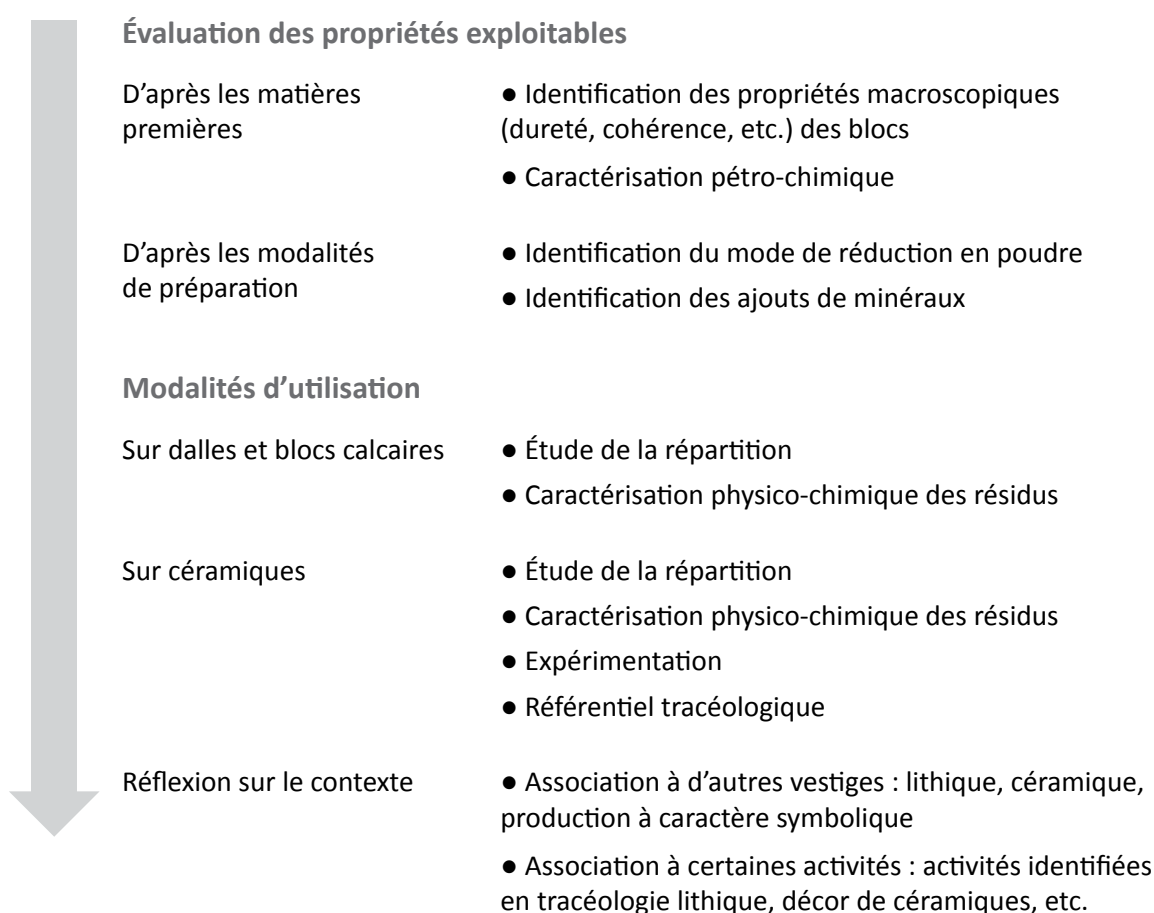 Évaluation des propriétés exploitables
D'après les matières
premières
● Identification des propriétés macroscopiques
(dureté, cohérence, etc.) des blocs
● Caractérisation pétro-chimique
D'après les modalités
de préparation
● Identification du mode de réduction en poudre
● Identification des ajouts de minéraux
Modalités d'utilisation
Sur dalles et blocs calcaires
● Étude de la répartition
● Caractérisation physico-chimique des résidus
Sur céramiques
● Étude de la répartition
● Caractérisation physico-chimique des résidus
● Expérimentation
● Référentiel tracéologique
Réflexion sur le contexte
● Association à d'autres vestiges : lithique, céramique,
production à caractère symbolique
● Association à certaines activités : activités identifiées
en tracéologie lithique, décor de céramiques, etc.